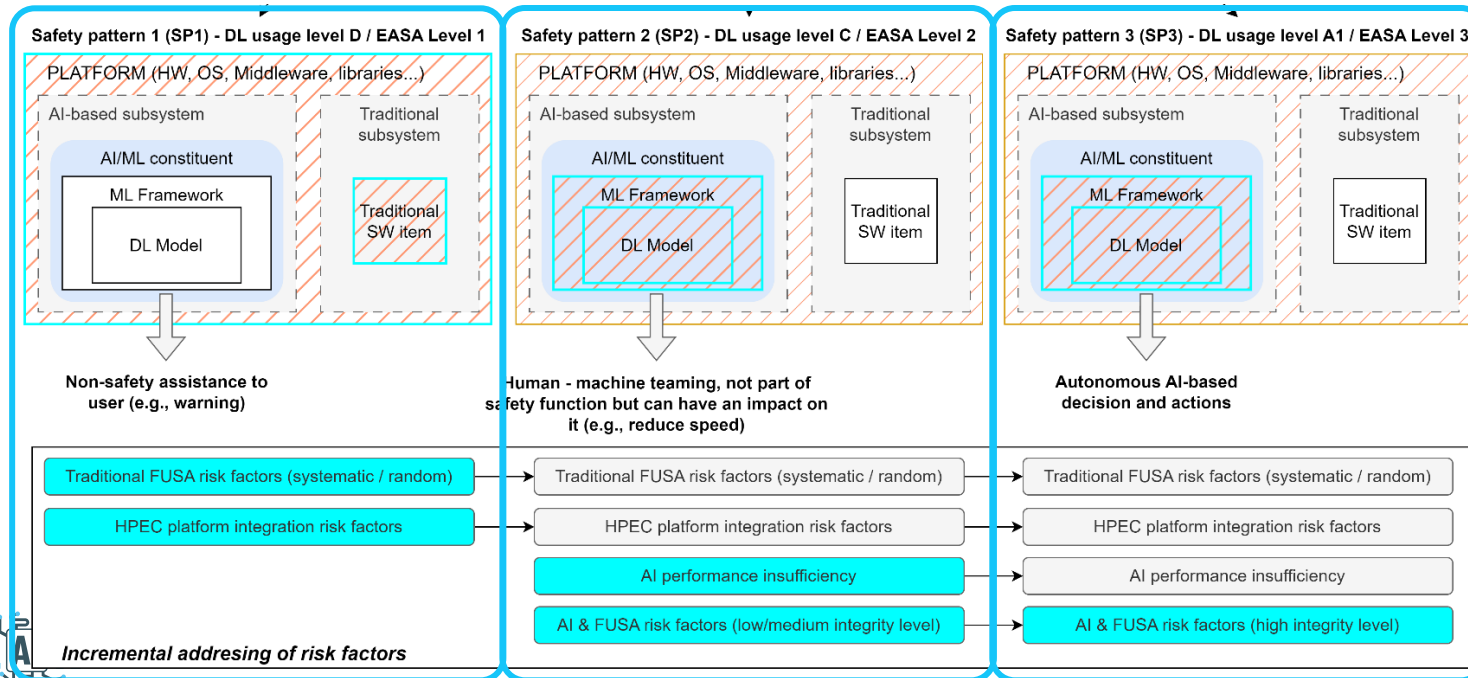 Safety pattern 1 (SP1) - DL usage level D / EASA Level 1
PLATFORM (HW, OS, Middleware, libraries...)
AI-based subsystem
AI/ML constituent
ML Framework
DL Model
Traditional
subsystem
Traditional
SW item
Non-safety assistance to
user (e.g., warning)
Safety pattern 2 (SP2) - DL usage level C / EASA Level 2
PLATFORM (HW, OS, Middleware, libraries...)
AI-based subsystem
AI/ML constituent
ML Framework
DL Model
Traditional
subsystem
Traditional
SW item
Human - machine teaming, not part of
safety function but can have an impact on
it (e.g., reduce speed)
Safety pattern 3 (SP3) - DL usage level A1 / EASA Level 3
PLATFORM (HW, OS, Middleware, libraries...)
AI-based subsystem
AI/ML constituent
ML Framework
DL Model
Traditional
subsystem
Traditional
SW item
Autonomous AI-based
decision and actions
Traditional FUSA risk factors (systematic / random)
Traditional FUSA risk factors (systematic / random)
Traditional FUSA risk factors (systematic / random)
HPEC platform integration risk factors
HPEC platform integration risk factors
HPEC platform integration risk factors
AI performance insufficiency
AI performance insufficiency
AI & FUSA risk factors (low/medium integrity level)
AI & FUSA risk factors (high integrity level)
A
Incremental addresing of risk factors